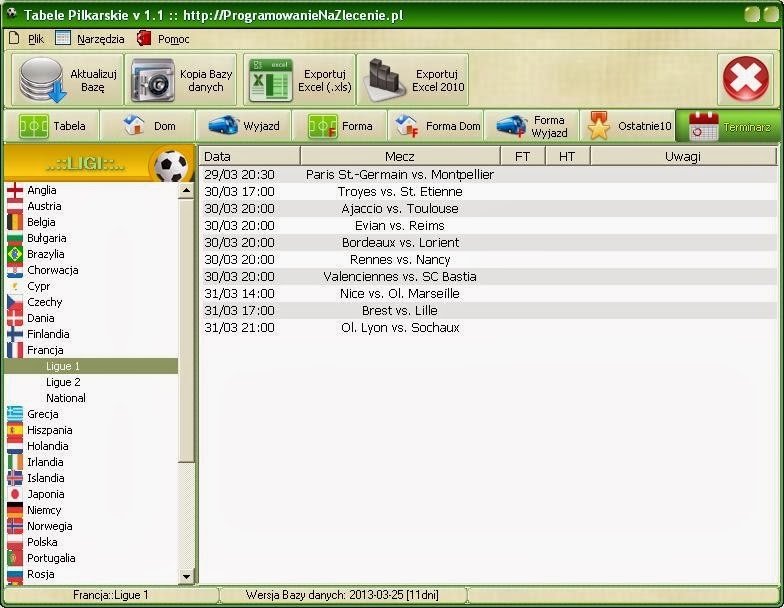 Tabele Pilkarskie v 1.1 :: http://ProgramowanieNaZlecenie.pl
Plik Narzędzia Pomoc
Aktualizuj Bazę
Kopia Bazy danych
excel
Exportuj Excel (.xls)
Exportuj Excel 2010
Tabela Dom Wyjazd Forma Forma Dom Forma Wyjazd Ostatnie10 Terminarz
..::LIGI::..
Anglia
Austria
Belgia
Bułgaria
Brazylia
Chorwacja
Cypr
Czechy
Dania
Finlandia
Francja
Ligue 1
Ligue 2
National
Grecja
Hiszpania
Holandia
Irlandia
Islandia
Japonia
Niemcy
Norwegia
Polska
Portugalia
Rosja
Data Mecz FT HT Uwagi
29/03 20:30 Paris St.-Germain vs. Montpellier
30/03 17:00 Troyes vs. St. Etienne
30/03 20:00 Ajaccio vs. Toulouse
30/03 20:00 Evian vs. Reims
30/03 20:00 Bordeaux vs. Lorient
30/03 20:00 Rennes vs. Nancy
30/03 20:00 Valenciennes vs. SC Bastia
31/03 14:00 Nice vs. Ol. Marseille
31/03 17:00 Brest vs. Lille
31/03 21:00 Ol. Lyon vs. Sochaux
Francja::Ligue 1
Wersja Bazy danych: 2013-03-25 [11dni]